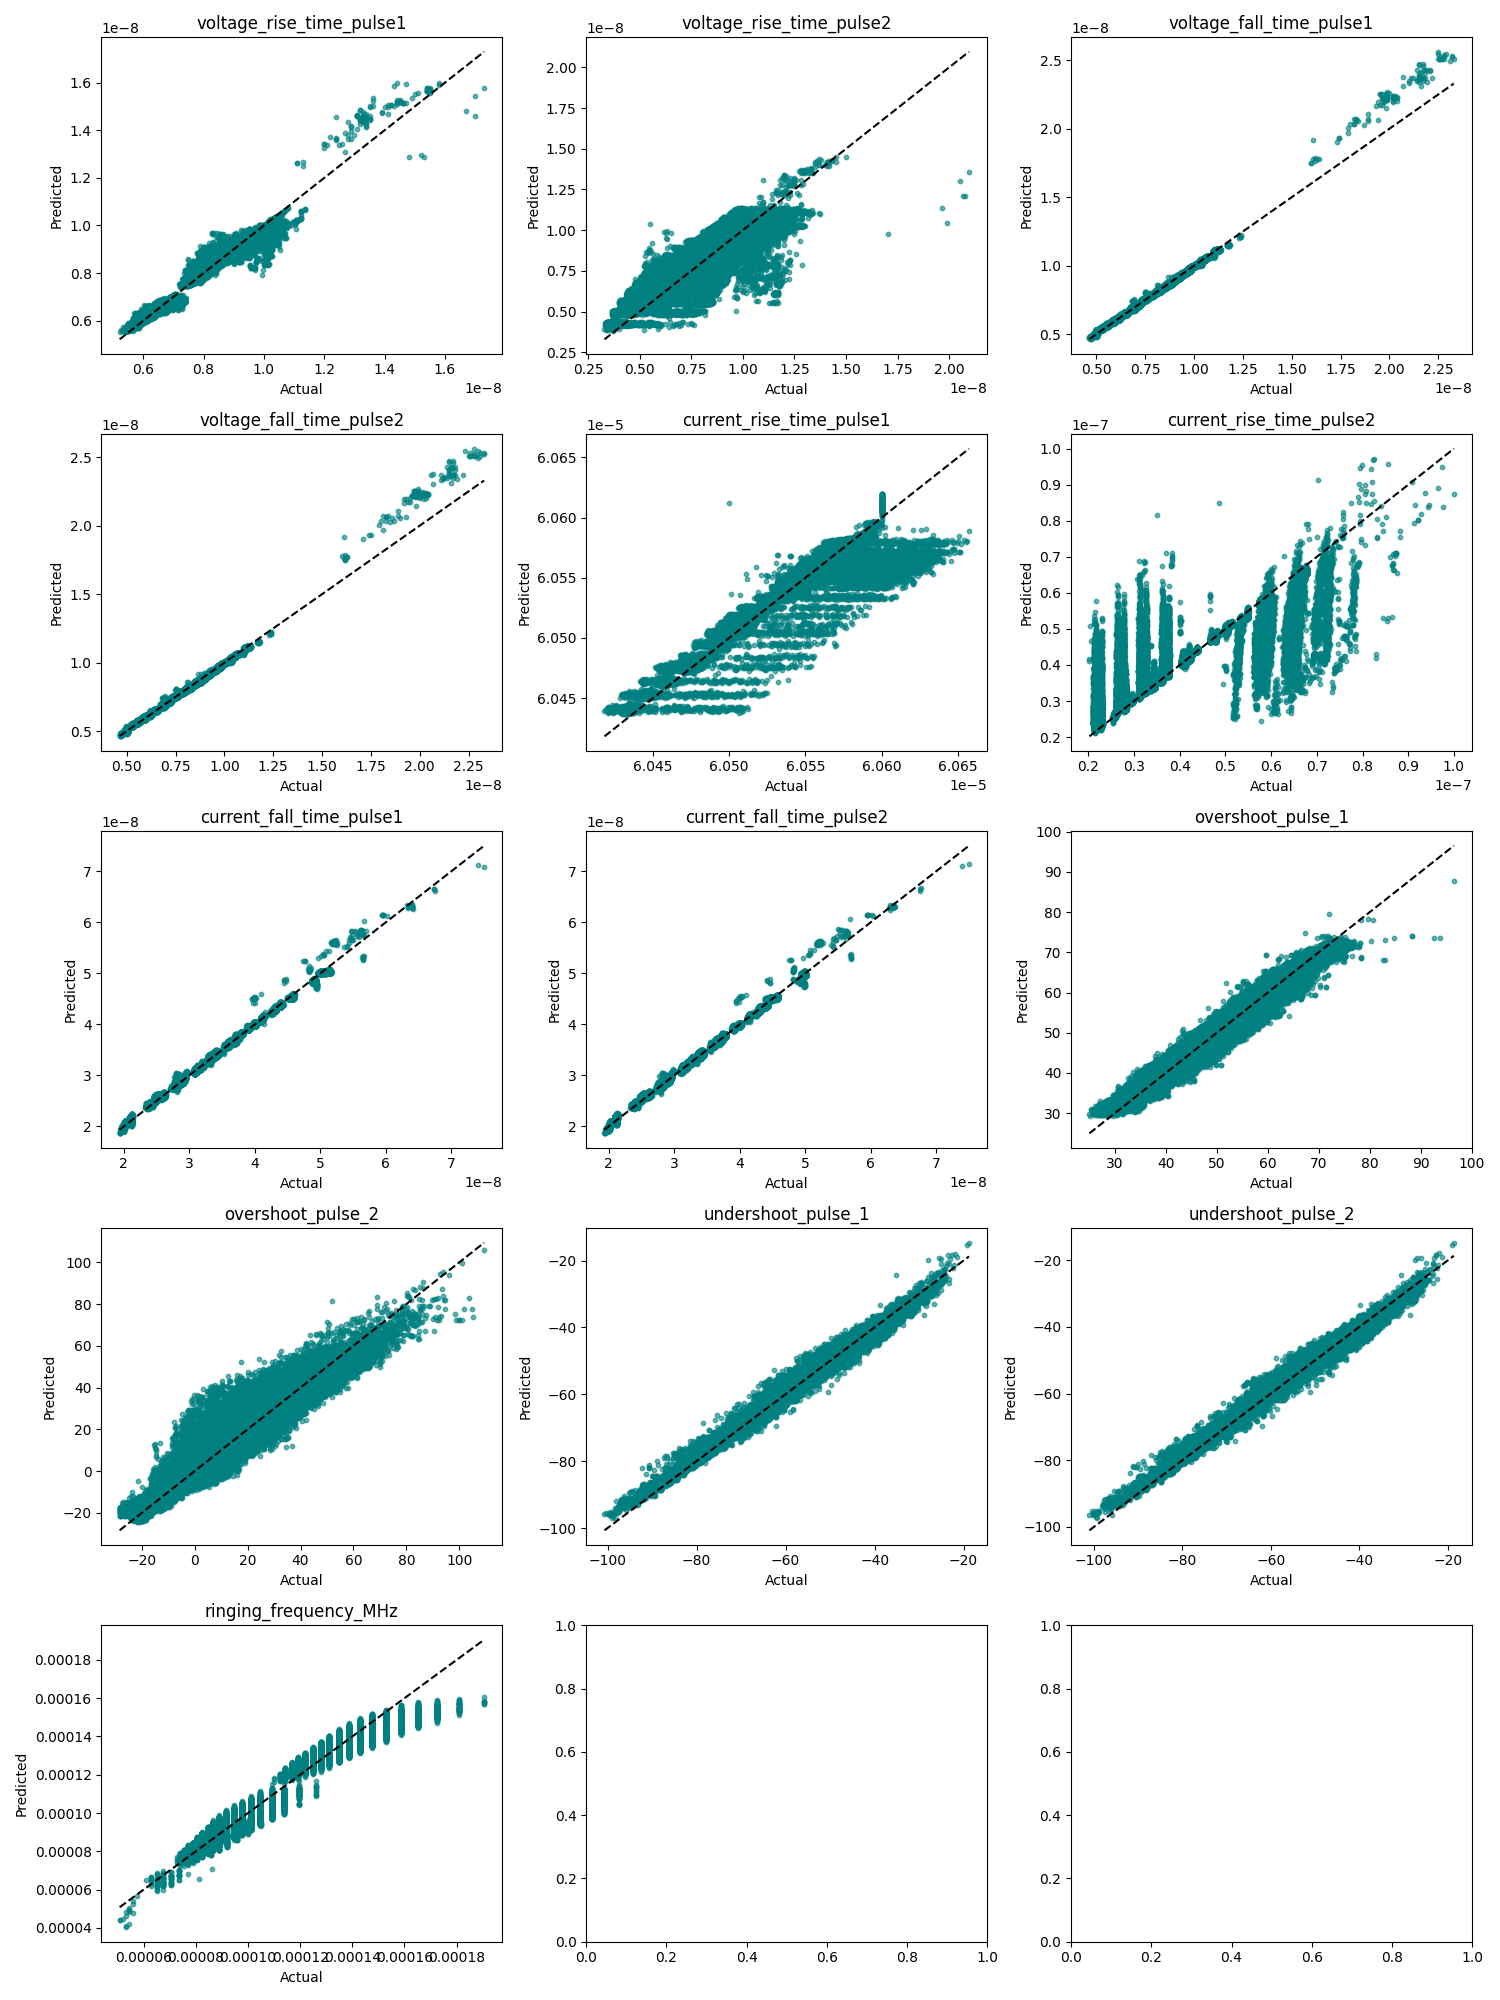 voltage_rise_time_pulse1 voltage_rise_time_pulse2 voltage_fall_time_pulse1
1e−8 1e−8 1e−8
1.6 1.4 1.2 1.0 0.8 0.6
Predicted
0.6 0.8 1.0 1.2 1.4 1.6
Actual 1e−8
2.00 1.75 1.50 1.25 1.00 0.75 0.50 0.25
Predicted
0.25 0.50 0.75 1.00 1.25 1.50 1.75 2.00
Actual 1e−8
2.5 2.0 1.5 1.0 0.5
Predicted
0.50 0.75 1.00 1.25 1.50 1.75 2.00 2.25
Actual 1e−8
voltage_fall_time_pulse2 current_rise_time_pulse1 current_rise_time_pulse2
1e−8 1e−5 1e−7
2.5 2.0 1.5 1.0 0.5
Predicted
0.50 0.75 1.00 1.25 1.50 1.75 2.00 2.25
Actual 1e−8
6.065 6.060 6.055 6.050 6.045
Predicted
6.045 6.050 6.055 6.060 6.065
Actual 1e−5
1.0 0.9 0.8 0.7 0.6 0.5 0.4 0.3 0.2
Predicted
0.2 0.3 0.4 0.5 0.6 0.7 0.8 0.9 1.0
Actual 1e−7
current_fall_time_pulse1 current_fall_time_pulse2 overshoot_pulse_1
1e−8 1e−8
7 6 5 4 3 2
Predicted
2 3 4 5 6 7
Actual 1e−8
7 6 5 4 3 2
Predicted
2 3 4 5 6 7
Actual 1e−8
100 90 80 70 60 50 40 30
Predicted
30 40 50 60 70 80 90 100
Actual
overshoot_pulse_2 undershoot_pulse_1 undershoot_pulse_2
100 80 60 40 20 0 −20
Predicted
−20 0 20 40 60 80 100
Actual
−20 −40 −60 −80 −100
Predicted
−100 −80 −60 −40 −20
Actual
−20 −40 −60 −80 −100
Predicted
−100 −80 −60 −40 −20
Actual
ringing_frequency_MHz
0.00018 0.00016 0.00014 0.00012 0.00010 0.00008 0.00006 0.00004
Predicted
0.00006 0.00008 0.00010 0.00012 0.00014 0.00016 0.00018
Actual
1.0 0.8 0.6 0.4 0.2 0.0
0.0 0.2 0.4 0.6 0.8 1.0
1.0 0.8 0.6 0.4 0.2 0.0
0.0 0.2 0.4 0.6 0.8 1.0